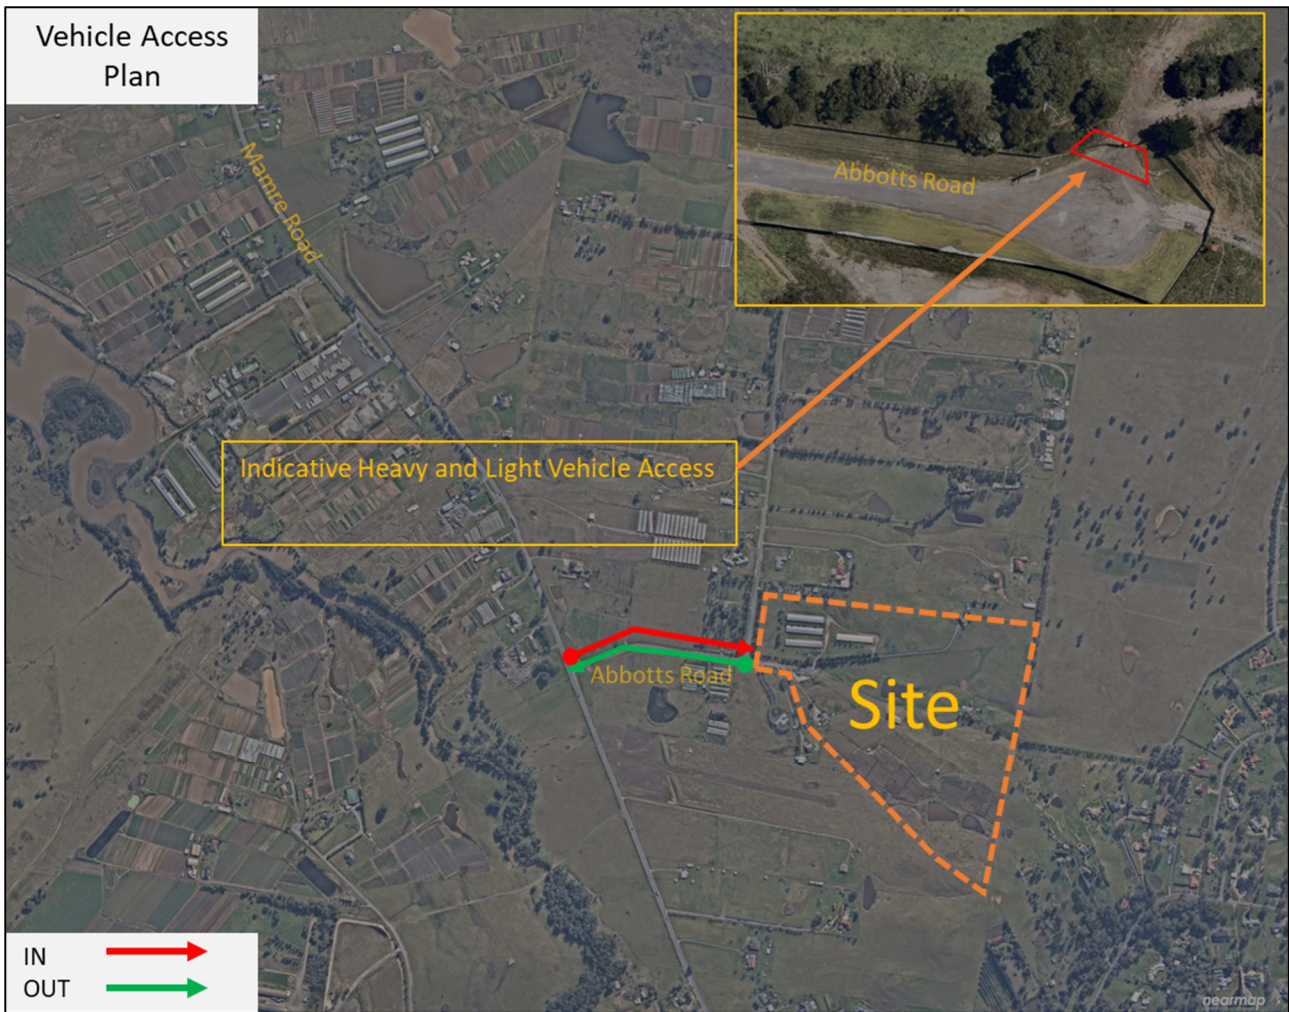 Vehicle Access
Plan
Mamre Road
Abbotts Road
Indicative Heavy and Light Vehicle Access
Abbotts Road
Site
IN
OUT
nearmap